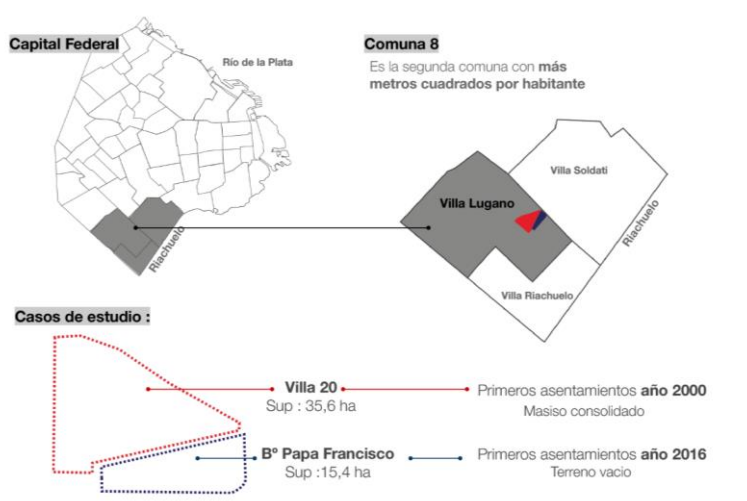 Capital Federal
Río de la Plata
Riachuelo
Comuna 8
Es la segunda comuna con más
metros cuadrados por habitante
Villa Soldati
Villa Lugano
Riachuelo
Villa Riachuelo
Casos de estudio :
Villa 20
Sup : 35,6 ha
Primeros asentamientos año 2000
Masiso consolidado
Bº Papa Francisco
Sup :15,4 ha
Primeros asentamientos año 2016
Terreno vacio